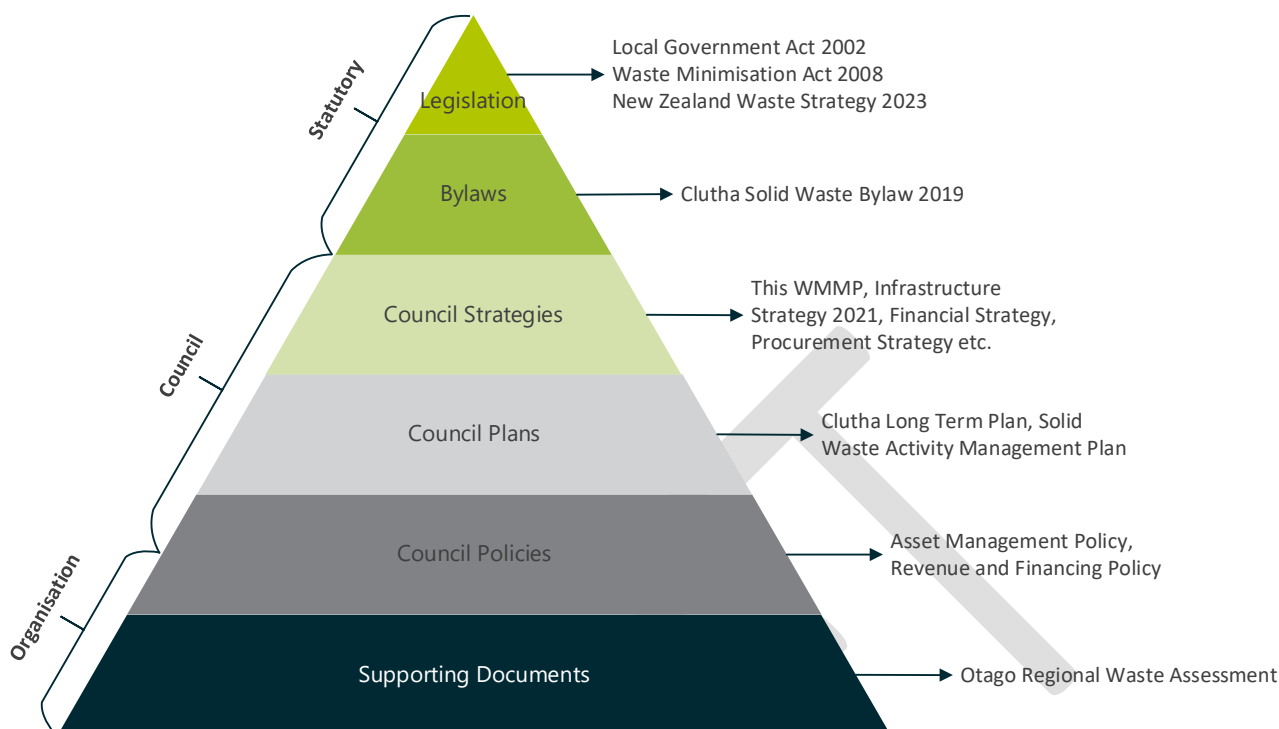 Local Government Act 2002
Waste Minimisation Act 2008
New Zealand Waste Strategy 2023
Statutory
Legislation
Bylaws
Clutha Solid Waste Bylaw 2019
Council
Council Strategies
This WMMP, Infrastructure
Strategy 2021, Financial Strategy,
Procurement Strategy etc.
Council Plans
Clutha Long Term Plan, Solid
Waste Activity Management Plan
Organisation
Council Policies
Asset Management Policy,
Revenue and Financing Policy
Supporting Documents
Otago Regional Waste Assessment